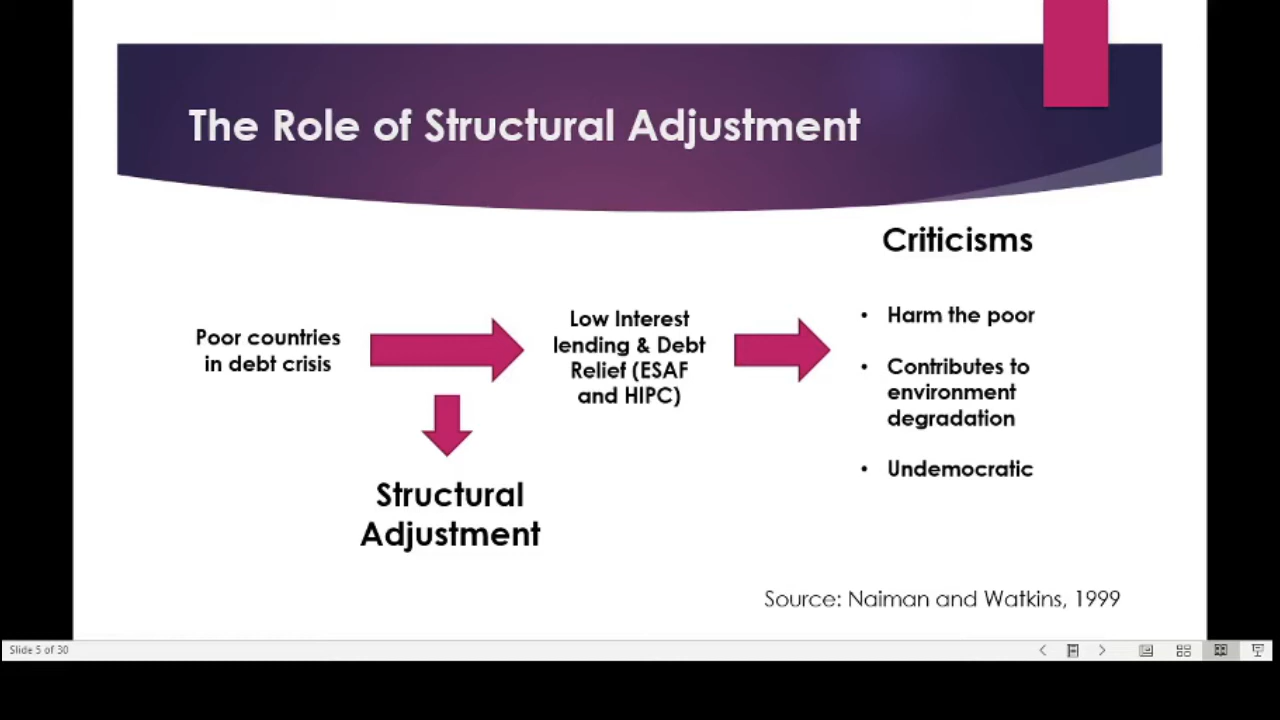 The Role of Structural Adjustment
Poor countries
in debt crisis
Structural
Adjustment
Low Interest
lending & Debt
Relief (ESAF
and HIPC)
Criticisms
• Harm the poor
• Contributes to
environment
degradation
• Undemocratic
Source: Naiman and Watkins, 1999
Slide 5 of 30